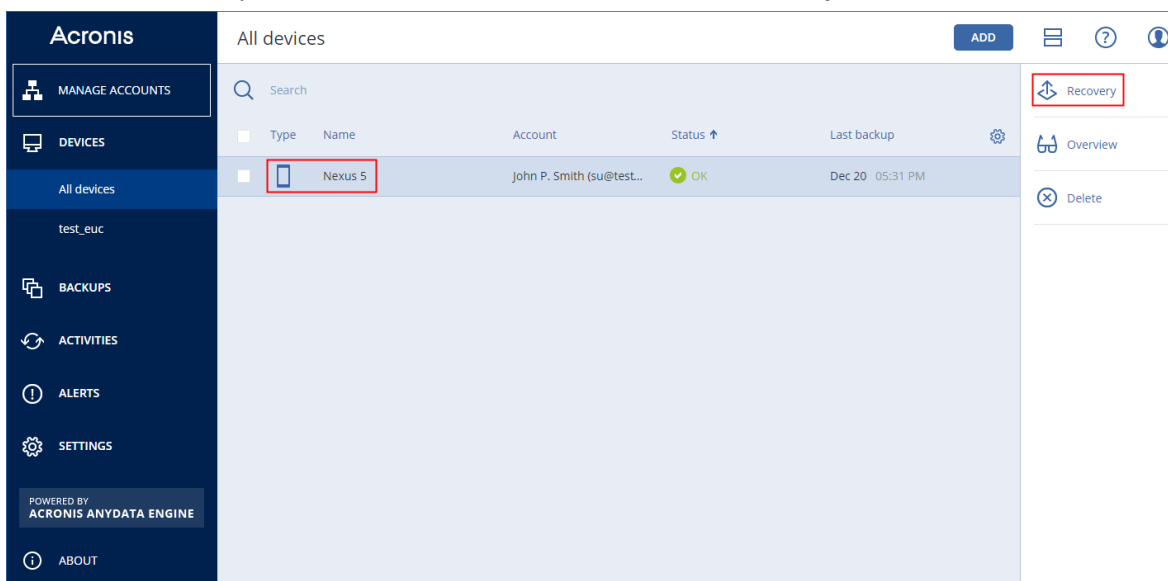 Acronis
All devices
ADD
MANAGE ACCOUNTS
DEVICES
All devices
test_euc
BACKUPS
ACTIVITIES
ALERTS
SETTINGS
POWERED BY
ACRONIS ANYDATA ENGINE
ABOUT
Search
Type Name Account Status Last backup
Nexus 5 John P. Smith (su@test... OK Dec 20 05:31 PM
Recovery
Overview
Delete